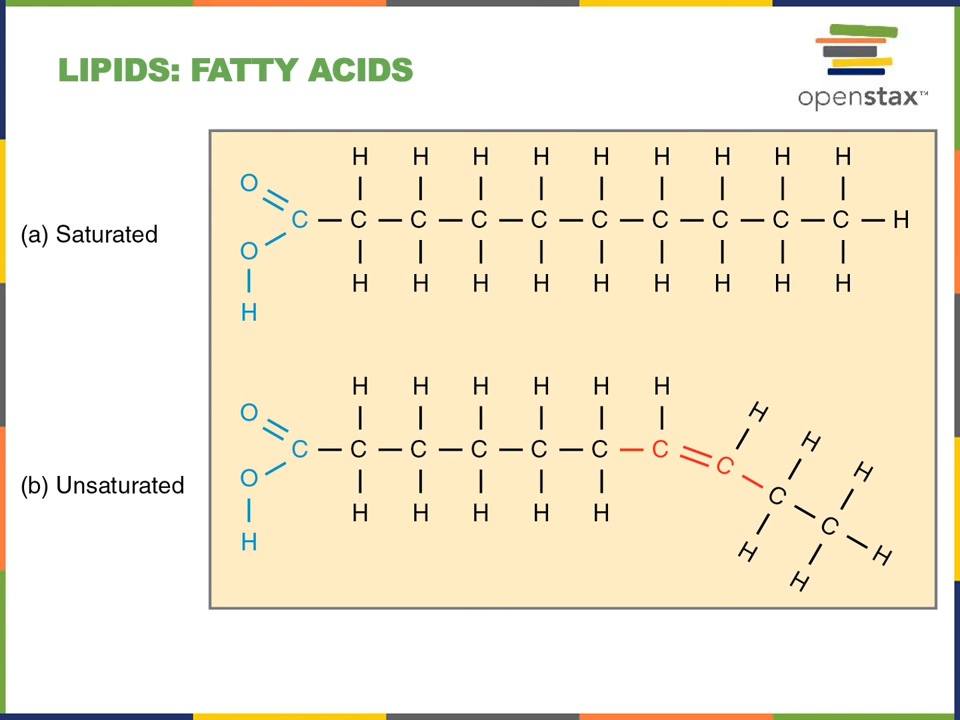 LIPIDS: FATTY ACIDS
openstax™
H H H H H H H H H
O
C C C C C C C C C C H
(a) Saturated
O
H H H H H H H H H
H
H H H H H H
O H
H
C C C C C C C C
H
O C
(b) Unsaturated
H H H H H C
H H H
H